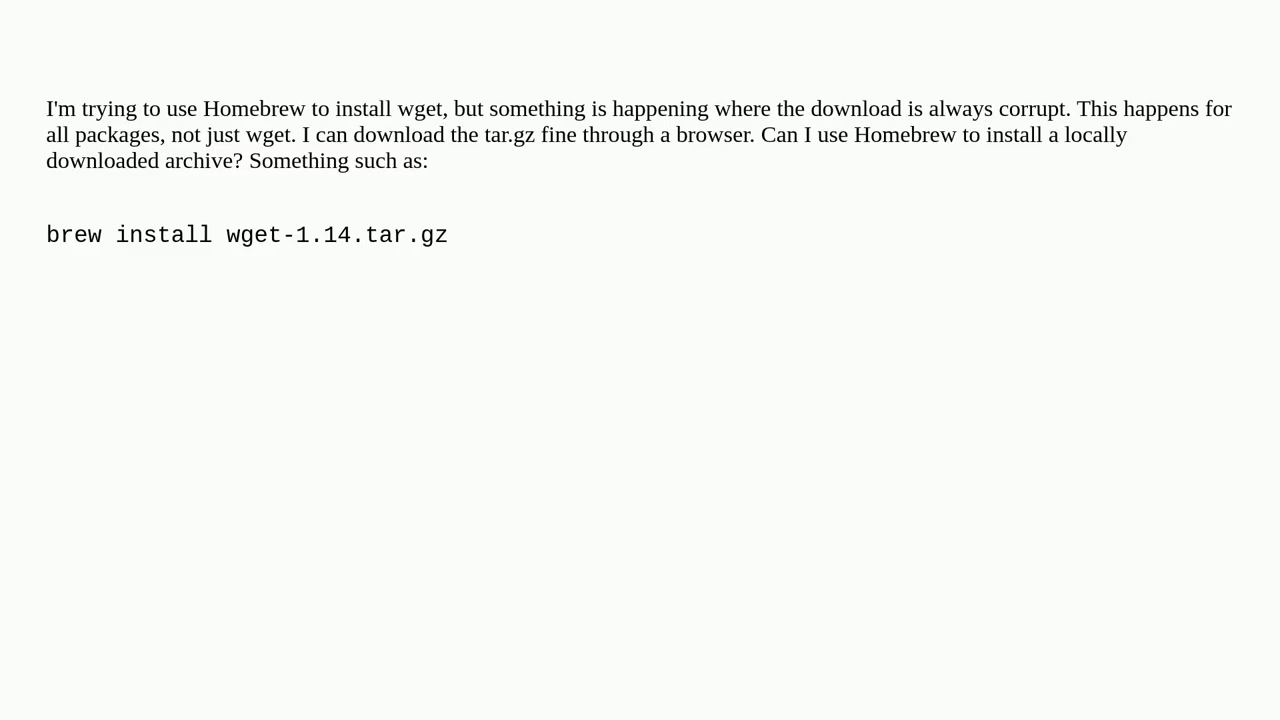 I'm trying to use Homebrew to install wget, but something is happening where the download is always corrupt. This happens for
all packages, not just wget. I can download the tar.gz fine through a browser. Can I use Homebrew to install a locally
downloaded archive? Something such as:
brew install wget-1.14.tar.gz